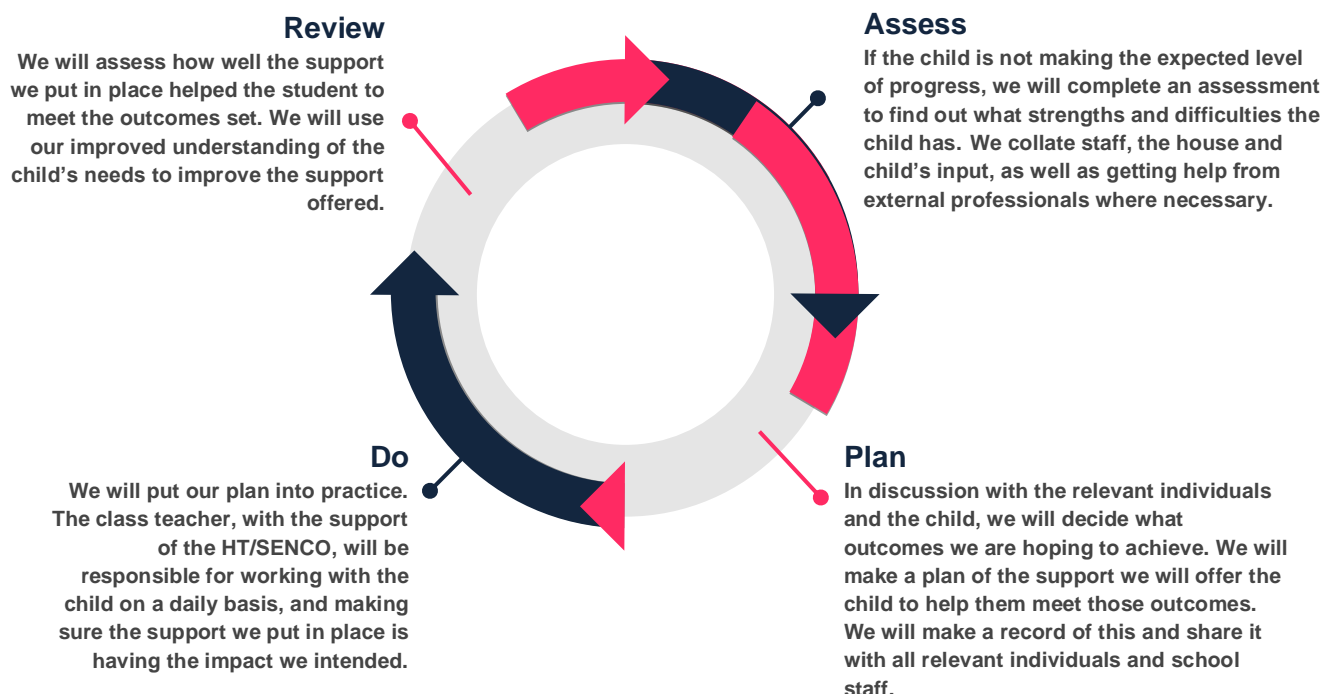 Review
We will assess how well the support
we put in place helped the student to
meet the outcomes set. We will use
our improved understanding of the
child’s needs to improve the support
offered.
Assess
If the child is not making the expected level
of progress, we will complete an assessment
to find out what strengths and difficulties the
child has. We collate staff, the house and
child’s input, as well as getting help from
external professionals where necessary.
Do
We will put our plan into practice.
The class teacher, with the support
of the HT/SENCO, will be
responsible for working with the
child on a daily basis, and making
sure the support we put in place is
having the impact we intended.
Plan
In discussion with the relevant individuals
and the child, we will decide what
outcomes we are hoping to achieve. We will
make a plan of the support we will offer the
child to help them meet those outcomes.
We will make a record of this and share it
with all relevant individuals and school
staff.